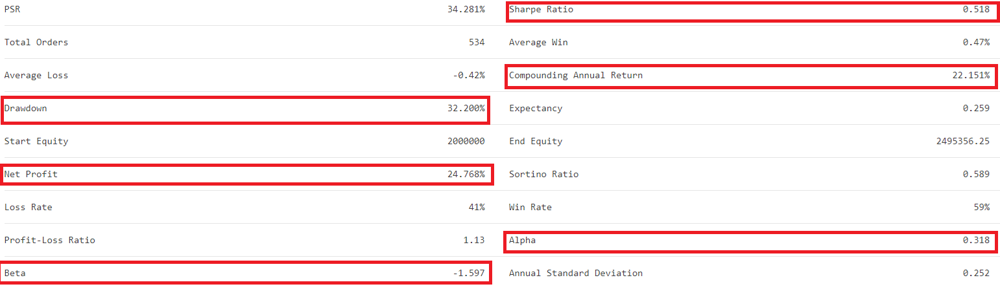 PSR 34.281% Sharpe Ratio 0.518
Total Orders 534 Average Win 0.47%
Average Loss -0.42% Compounding Annual Return 22.151%
Drawdown 32.200% Expectancy 0.259
Start Equity 2000000 End Equity 2495356.25
Net Profit 24.768% Sortino Ratio 0.589
Loss Rate 41% Win Rate 59%
Profit-Loss Ratio 1.13 Alpha 0.318
Beta -1.597 Annual Standard Deviation 0.252